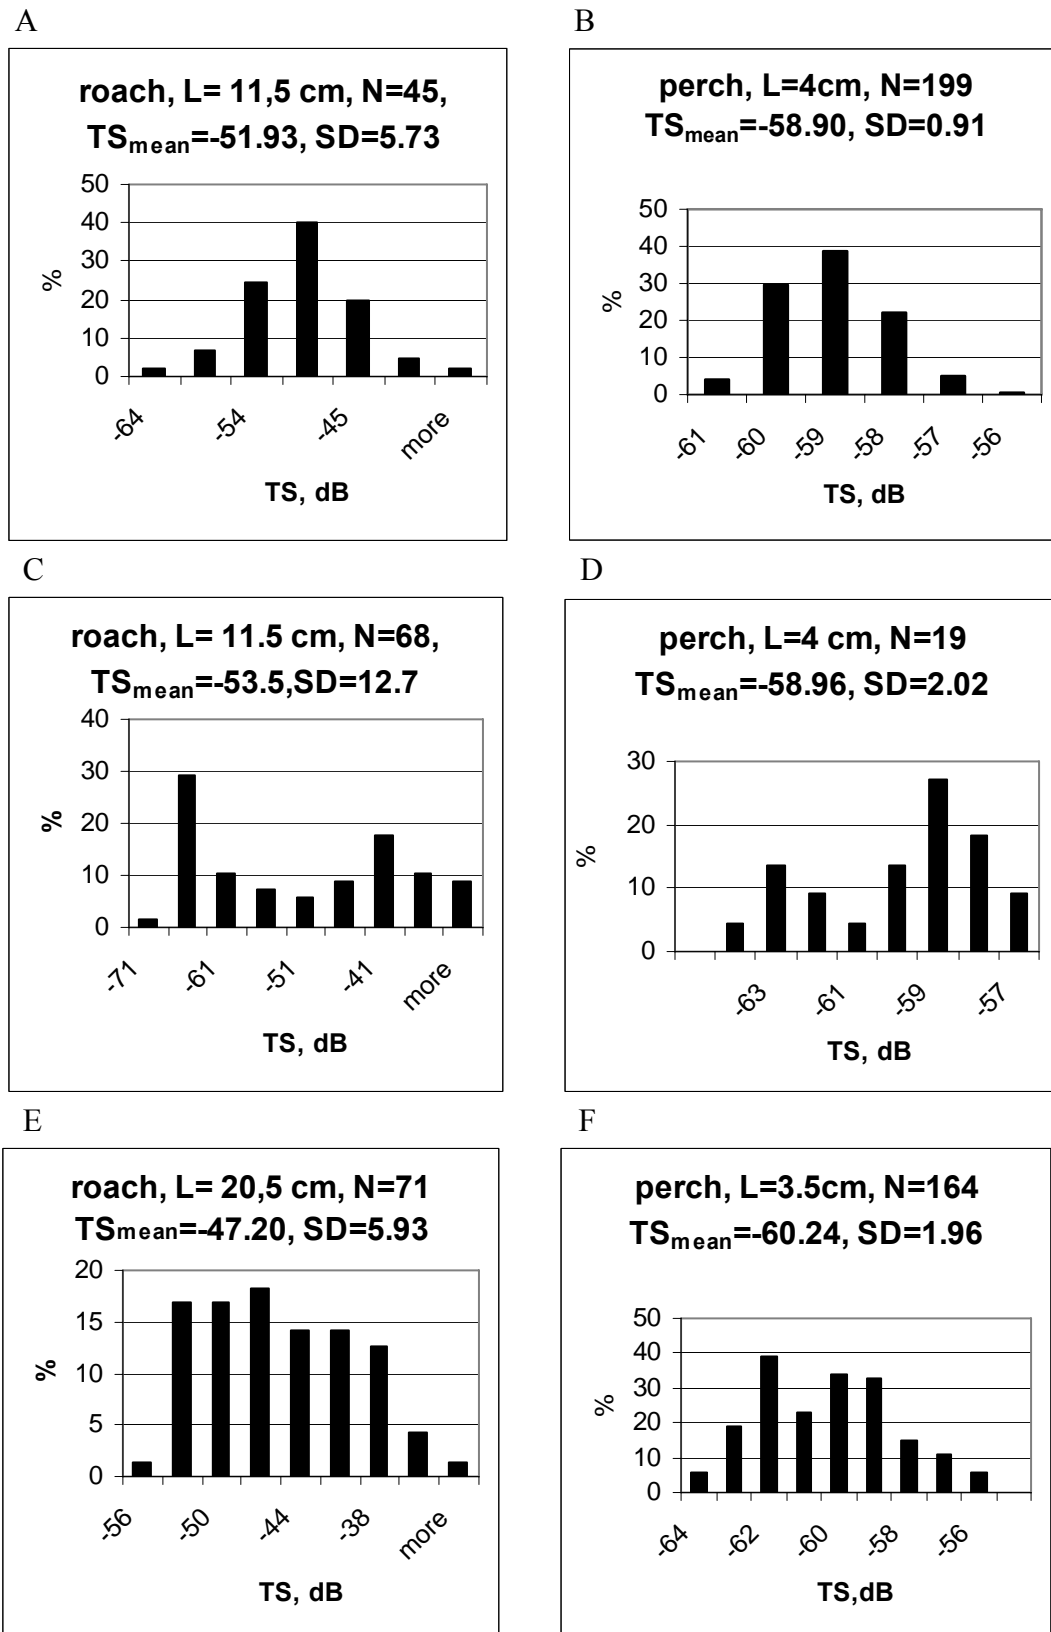 A
roach, L= 11,5 cm, N=45,
TSmean=-51.93, SD=5.73
50
40
30
20
10
0
%
-64
-54
-45
more
TS, dB
B
perch, L=4cm, N=199
TSmean=-58.90, SD=0.91
50
40
30
20
10
0
%
-61
-60
-59
-58
-57
-56
TS, dB
C
roach, L= 11.5 cm, N=68,
TSmean=-53.5,SD=12.7
40
30
20
10
0
%
-71
-61
-51
-41
more
TS, dB
D
perch, L=4 cm, N=19
TSmean=-58.96, SD=2.02
30
20
10
0
%
-63
-61
-59
-57
TS, dB
E
roach, L= 20,5 cm, N=71
TSmean=-47.20, SD=5.93
20
15
10
5
0
%
-56
-50
-44
-38
more
TS, dB
F
perch, L=3.5cm, N=164
TSmean=-60.24, SD=1.96
50
40
30
20
10
0
%
-64
-62
-60
-58
-56
TS,dB